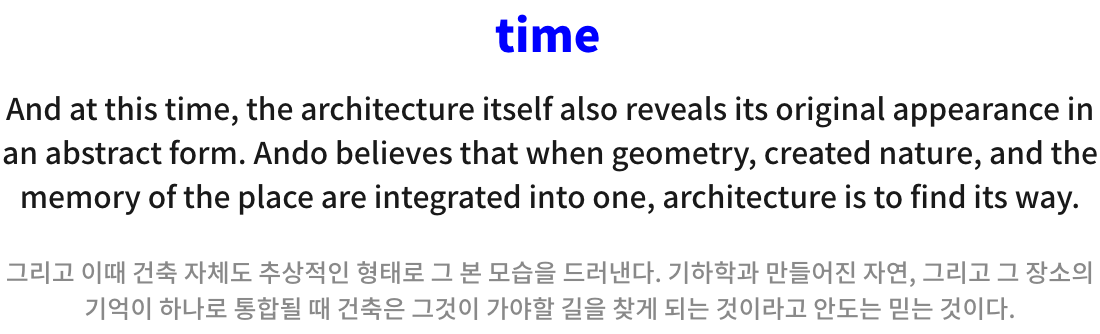 time
And at this time, the architecture itself also reveals its original appearance in
an abstract form. Ando believes that when geometry, created nature, and the
memory of the place are integrated into one, architecture is to find its way.
그리고 이때 건축 자체도 추상적인 형태로 그 본 모습을 드러낸다. 기하학과 만들어진 자연, 그리고 그 장소의
기억이 하나로 통합될 때 건축은 그것이 가야할 길을 찾게 되는 것이라고 안도는 믿는 것이다.